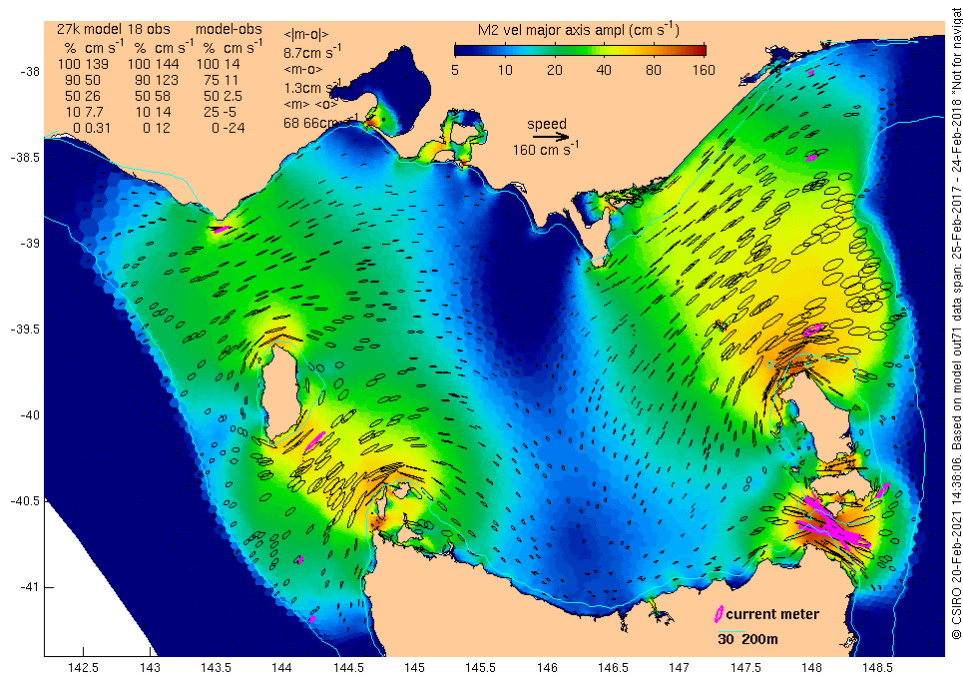 27k model 18 obs model-obs
% cm s⁻¹ % cm s⁻¹ % cm s⁻¹
100 139 100 144 100 14
90 50 90 123 75 11
50 26 50 58 50 2.5
10 7.7 10 14 25 -5
0 0.31 0 12 0 -24
<|m-o|>
8.7cm s⁻¹
<m-o>
1.3cm s⁻¹
<m> <o>
68 66cm s⁻¹
M2 vel major axis ampl (cm s⁻¹)
5 10 20 40 80 160
speed
160 cm s⁻¹
-38
-38.5
-39
-39.5
-40
-40.5
-41
current meter
30 200m
142.5 143 143.5 144 144.5 145 145.5 146 146.5 147 147.5 148 148.5
© CSIRO 20-Feb-2021 14:38:06. Based on model out71 data span: 25-Feb-2017 - 24-Feb-2018 *Not for navigat